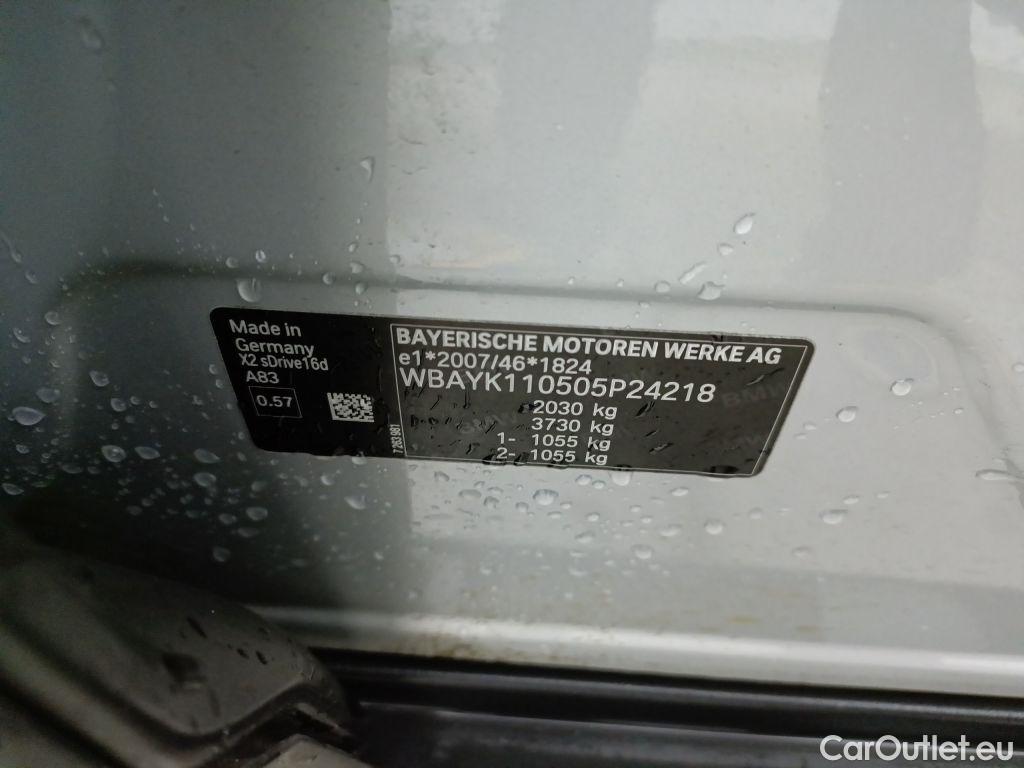 Made in
Germany
X2 sDrive16d
A83
0.57
7283981
BAYERISCHE MOTOREN WERKE AG
e1*2007/46*1824
WBAYK110505P24218
2030 kg
3730 kg
1- 1055 kg
2- 1055 kg
CarOutlet.eu